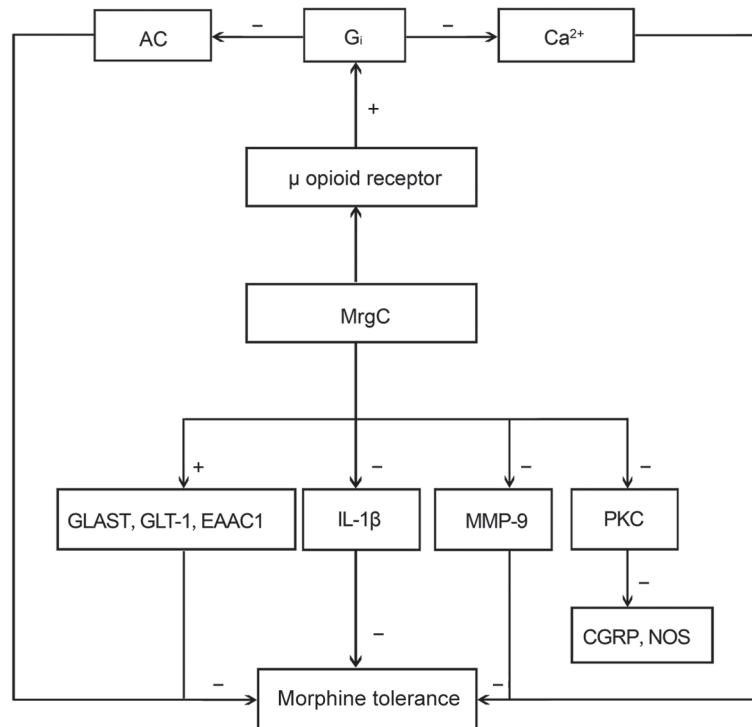 AC
–
Gi
–
Ca²⁺
+
μ opioid receptor
MrgC
+
–
–
–
GLAST, GLT-1, EAAC1
IL-1β
MMP-9
PKC
–
–
CGRP, NOS
–
Morphine tolerance
–